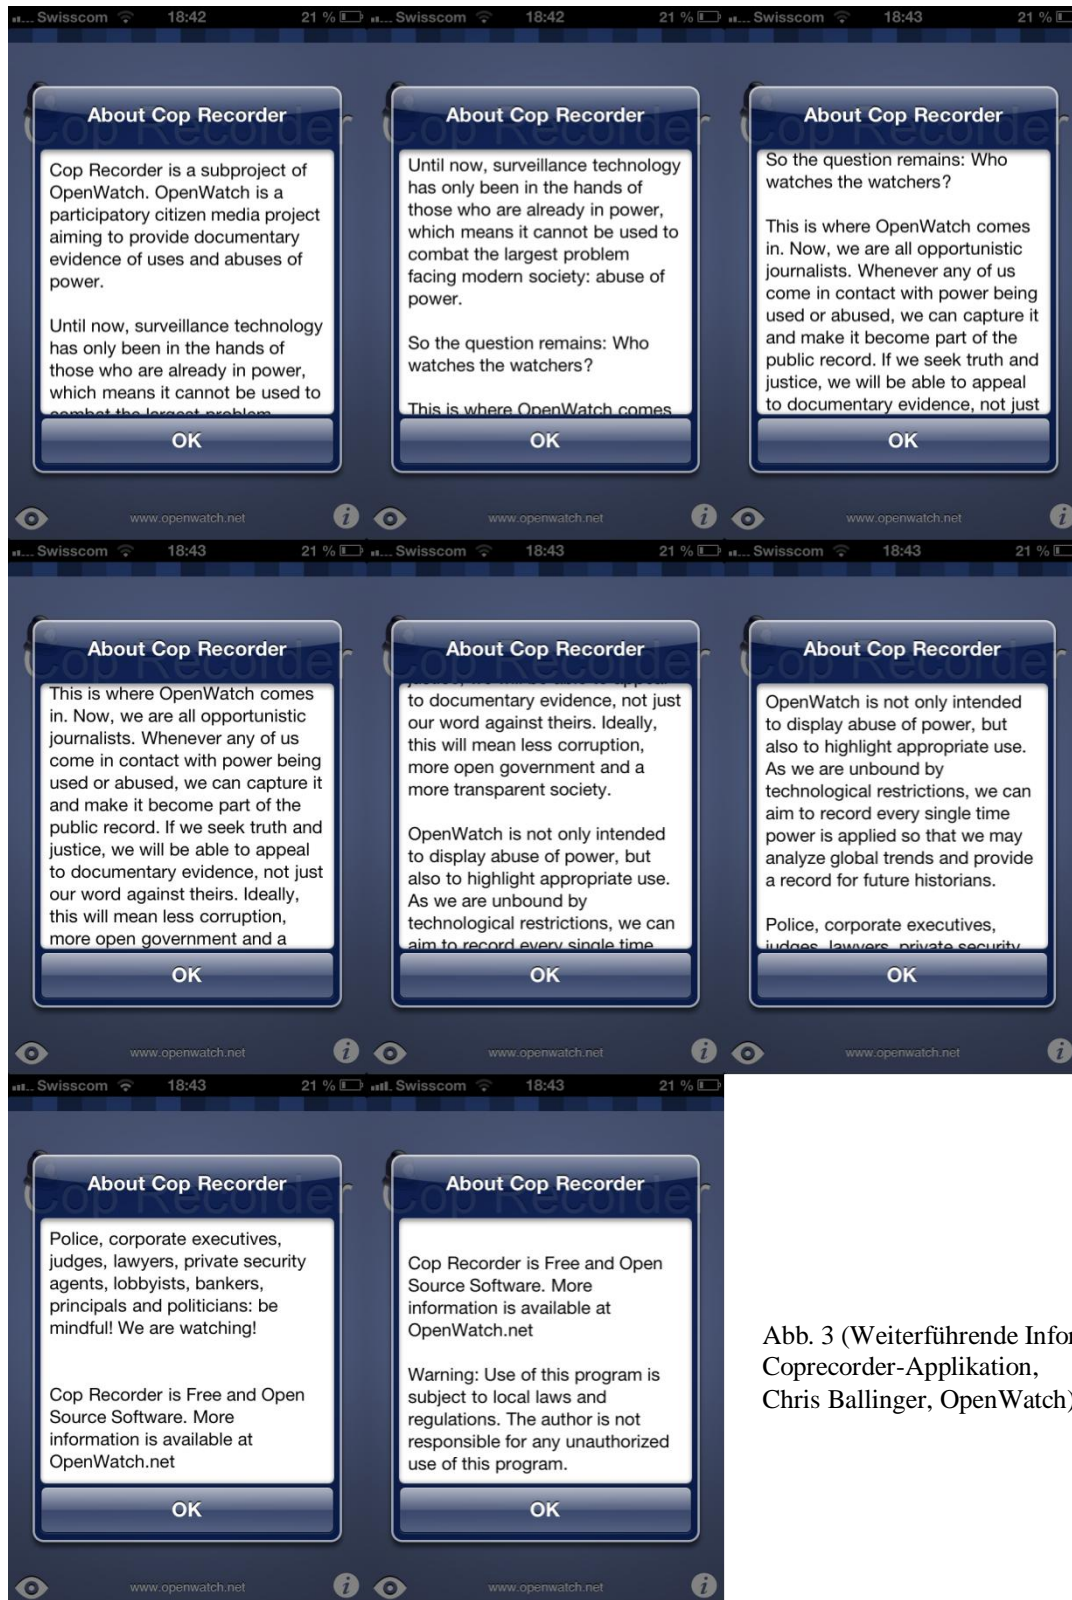 Swisscom 18:42 21 %
About Cop Recorder
Cop Recorder is a subproject of
OpenWatch. OpenWatch is a
participatory citizen media project
aiming to provide documentary
evidence of uses and abuses of
power.
Until now, surveillance technology
has only been in the hands of
those who are already in power,
which means it cannot be used to
combat the largest problem
OK
www.openwatch.net
Swisscom 18:42 21 %
About Cop Recorder
Until now, surveillance technology
has only been in the hands of
those who are already in power,
which means it cannot be used to
combat the largest problem
facing modern society: abuse of
power.
So the question remains: Who
watches the watchers?
This is where OpenWatch comes
OK
www.openwatch.net
Swisscom 18:43 21 %
About Cop Recorder
So the question remains: Who
watches the watchers?
This is where OpenWatch comes
in. Now, we are all opportunistic
journalists. Whenever any of us
come in contact with power being
used or abused, we can capture it
and make it become part of the
public record. If we seek truth and
justice, we will be able to appeal
to documentary evidence, not just
OK
www.openwatch.net
Swisscom 18:43 21 %
About Cop Recorder
This is where OpenWatch comes
in. Now, we are all opportunistic
journalists. Whenever any of us
come in contact with power being
used or abused, we can capture it
and make it become part of the
public record. If we seek truth and
justice, we will be able to appeal
to documentary evidence, not just
our word against theirs. Ideally,
this will mean less corruption,
more open government and a
OK
www.openwatch.net
Swisscom 18:43 21 %
About Cop Recorder
justice, we will be able to appeal
to documentary evidence, not just
our word against theirs. Ideally,
this will mean less corruption,
more open government and a
more transparent society.
OpenWatch is not only intended
to display abuse of power, but
also to highlight appropriate use.
As we are unbound by
technological restrictions, we can
aim to record every single time
OK
www.openwatch.net
Swisscom 18:43 21 %
About Cop Recorder
OpenWatch is not only intended
to display abuse of power, but
also to highlight appropriate use.
As we are unbound by
technological restrictions, we can
aim to record every single time
power is applied so that we may
analyze global trends and provide
a record for future historians.
Police, corporate executives,
judges, lawyers, private security
OK
www.openwatch.net
Swisscom 18:43 21 %
About Cop Recorder
Police, corporate executives,
judges, lawyers, private security
agents, lobbyists, bankers,
principals and politicians: be
mindful! We are watching!
Cop Recorder is Free and Open
Source Software. More
information is available at
OpenWatch.net
OK
www.openwatch.net
Swisscom 18:43 21 %
About Cop Recorder
Cop Recorder is Free and Open
Source Software. More
information is available at
OpenWatch.net
Warning: Use of this program is
subject to local laws and
regulations. The author is not
responsible for any unauthorized
use of this program.
OK
www.openwatch.net
Abb. 3 (Weiterführende
Coprecorder-Applikation,
Chris Ballinger, OpenWatch)